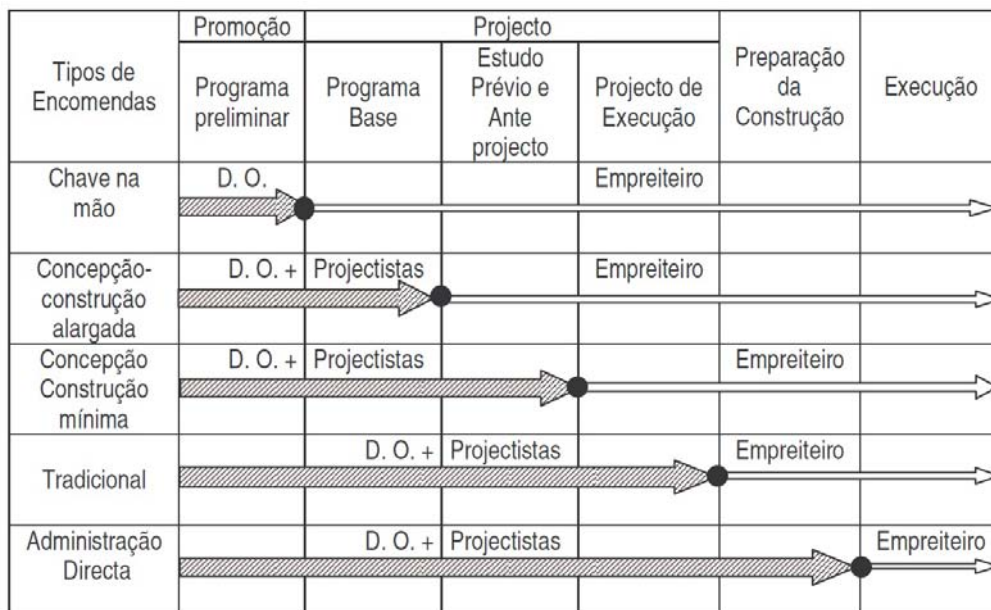 Promoção Projecto
Tipos de
Encomendas
Programa
preliminar
Programa
Base
Estudo
Prévio e
Ante
projecto
Projecto de
Execução
Preparação
da
Construção
Execução
Chave na
mão
D. O.
Empreiteiro
Concepção-
construção
alargada
D. O. + Projectistas
Empreiteiro
Concepção
Construção
mínima
D. O. + Projectistas
Empreiteiro
Tradicional
D. O. + Projectistas
Empreiteiro
Administração
Directa
D. O. + Projectistas
Empreiteiro